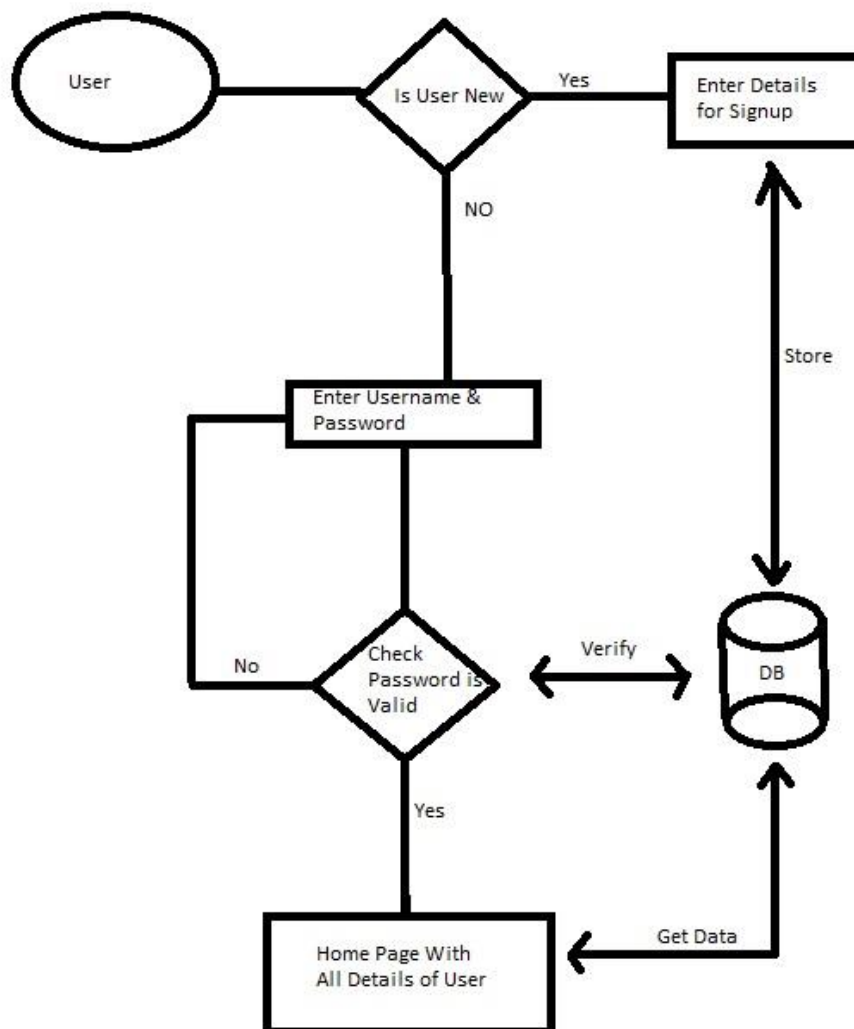 User
Is User New
Yes
Enter Details
for Signup
NO
Store
Enter Username &
Password
No
Check
Password is
Valid
Verify
DB
Yes
Home Page With
All Details of User
Get Data